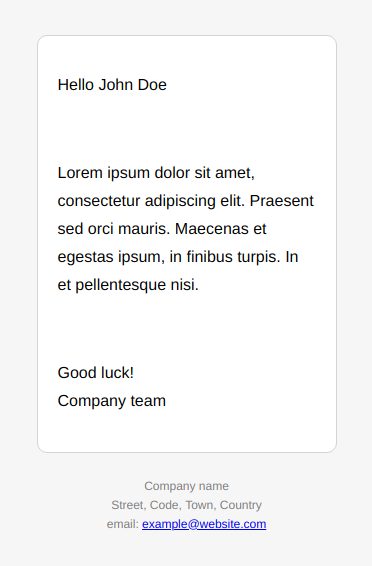 Hello John Doe
Lorem ipsum dolor sit amet,
consectetur adipiscing elit. Praesent
sed orci mauris. Maecenas et
egestas ipsum, in finibus turpis. In
et pellentesque nisi.
Good luck!
Company team
Company name
Street, Code, Town, Country
email: example@website.com